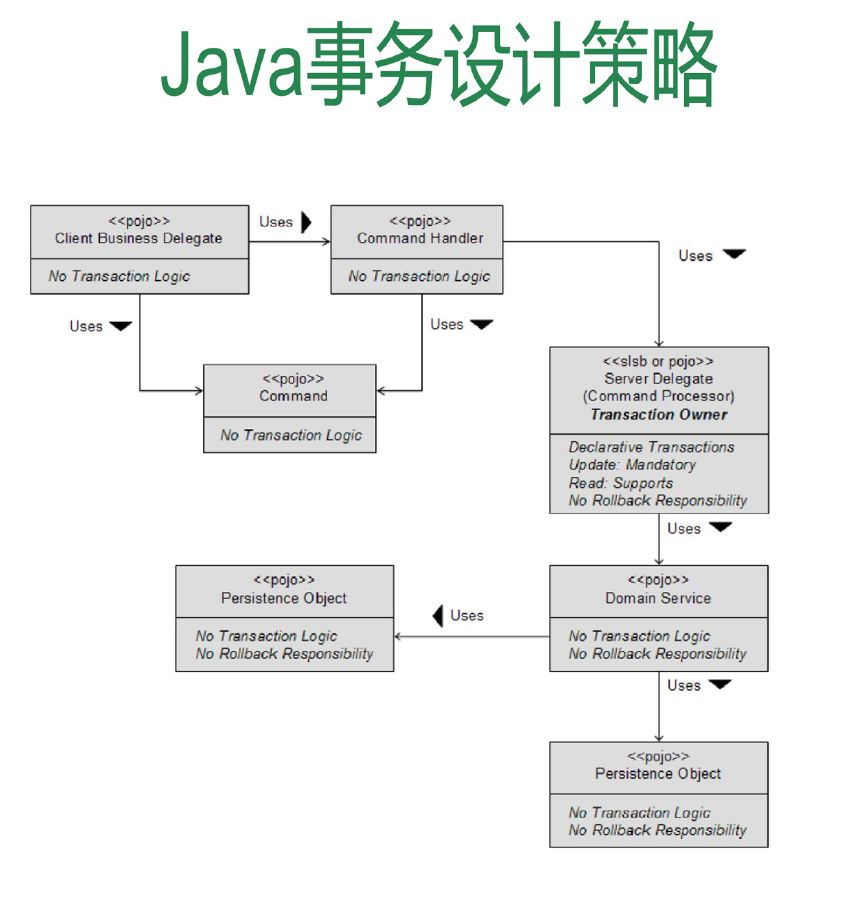 Java事务设计策略
<<pojo>>
Client Business Delegate
No Transaction Logic
Uses
<<pojo>>
Command Handler
No Transaction Logic
Uses
Uses
Uses
<<pojo>>
Command
No Transaction Logic
<<slsb or pojo>>
Server Delegate
(Command Processor)
Transaction Owner
Declarative Transactions
Update: Mandatory
Read: Supports
No Rollback Responsibility
Uses
<<pojo>>
Persistence Object
No Transaction Logic
No Rollback Responsibility
Uses
<<pojo>>
Domain Service
No Transaction Logic
No Rollback Responsibility
Uses
<<pojo>>
Persistence Object
No Transaction Logic
No Rollback Responsibility